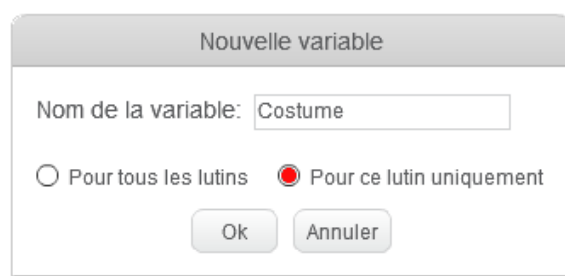 Nouvelle variable
Nom de la variable: Costume
Pour tous les lutins Pour ce lutin uniquement
Ok Annuler